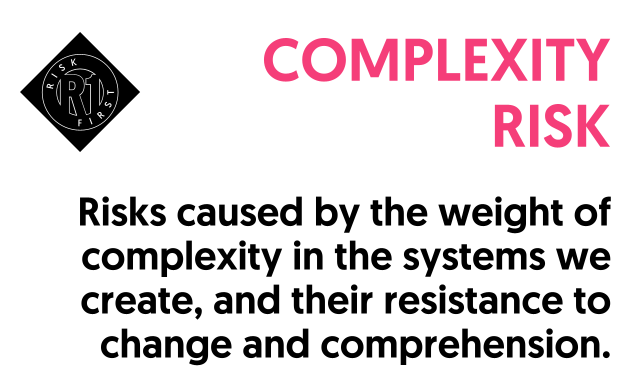 RISK
R1
FIRST
COMPLEXITY
RISK
Risks caused by the weight of
complexity in the systems we
create, and their resistance to
change and comprehension.